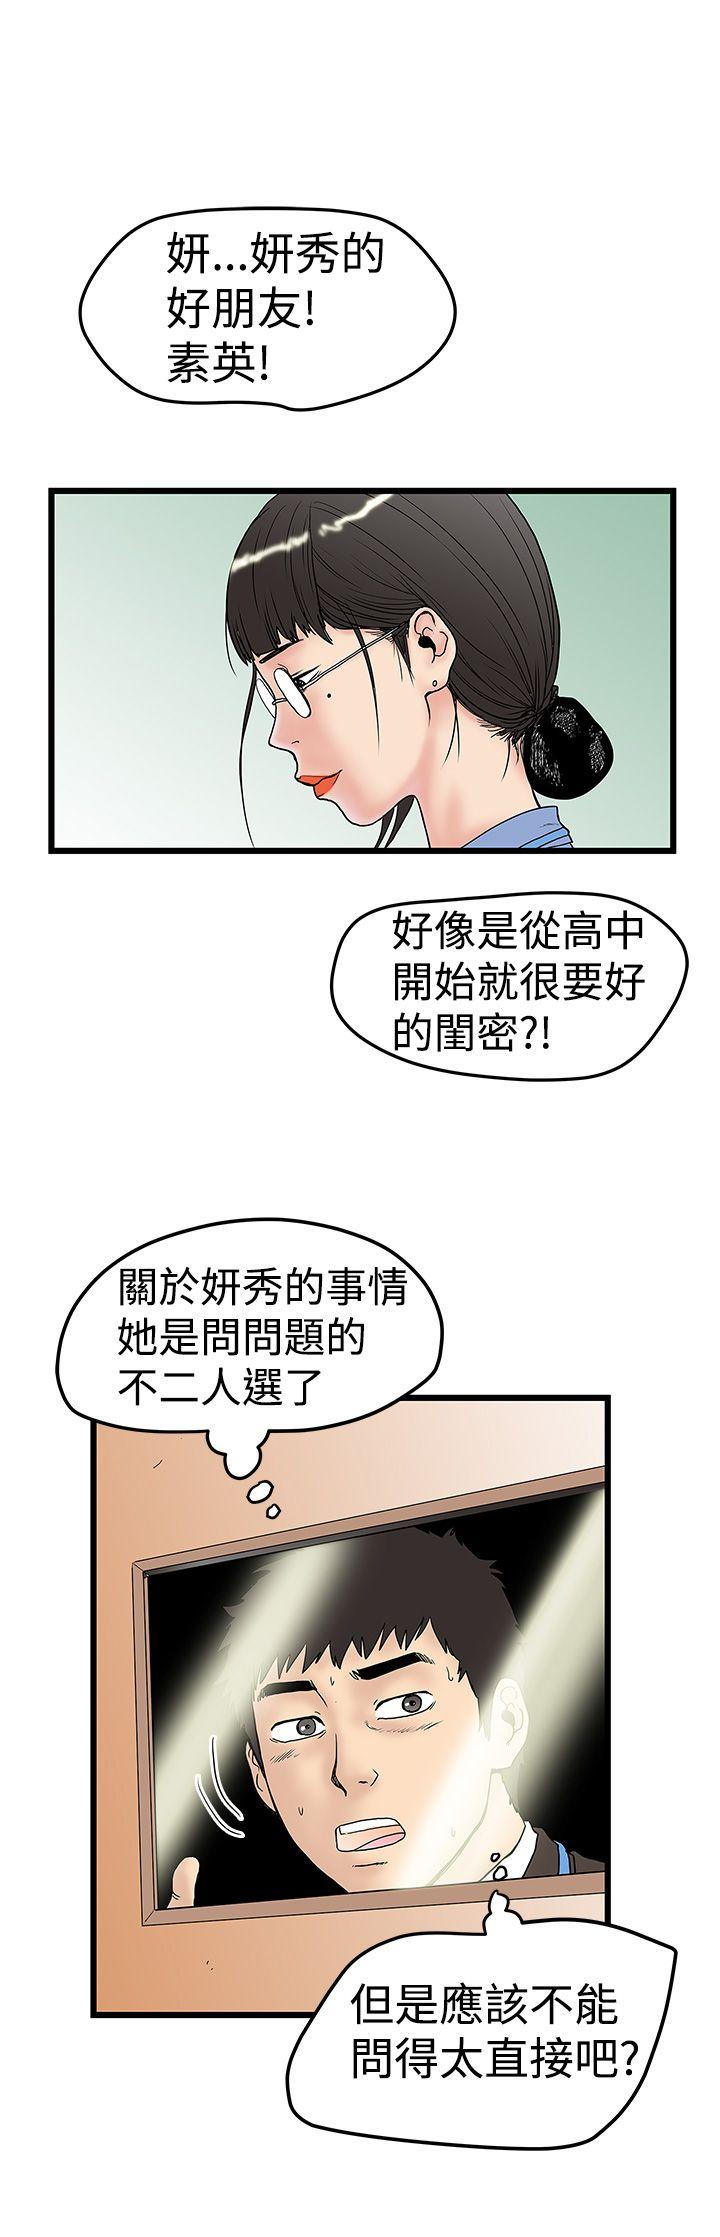 妍...妍秀的
好朋友!
素英!
好像是從高中
開始就很要好
的閨密?!
關於妍秀的事情
她是問問題的
不二人選了
但是應該不能
問得太直接吧?